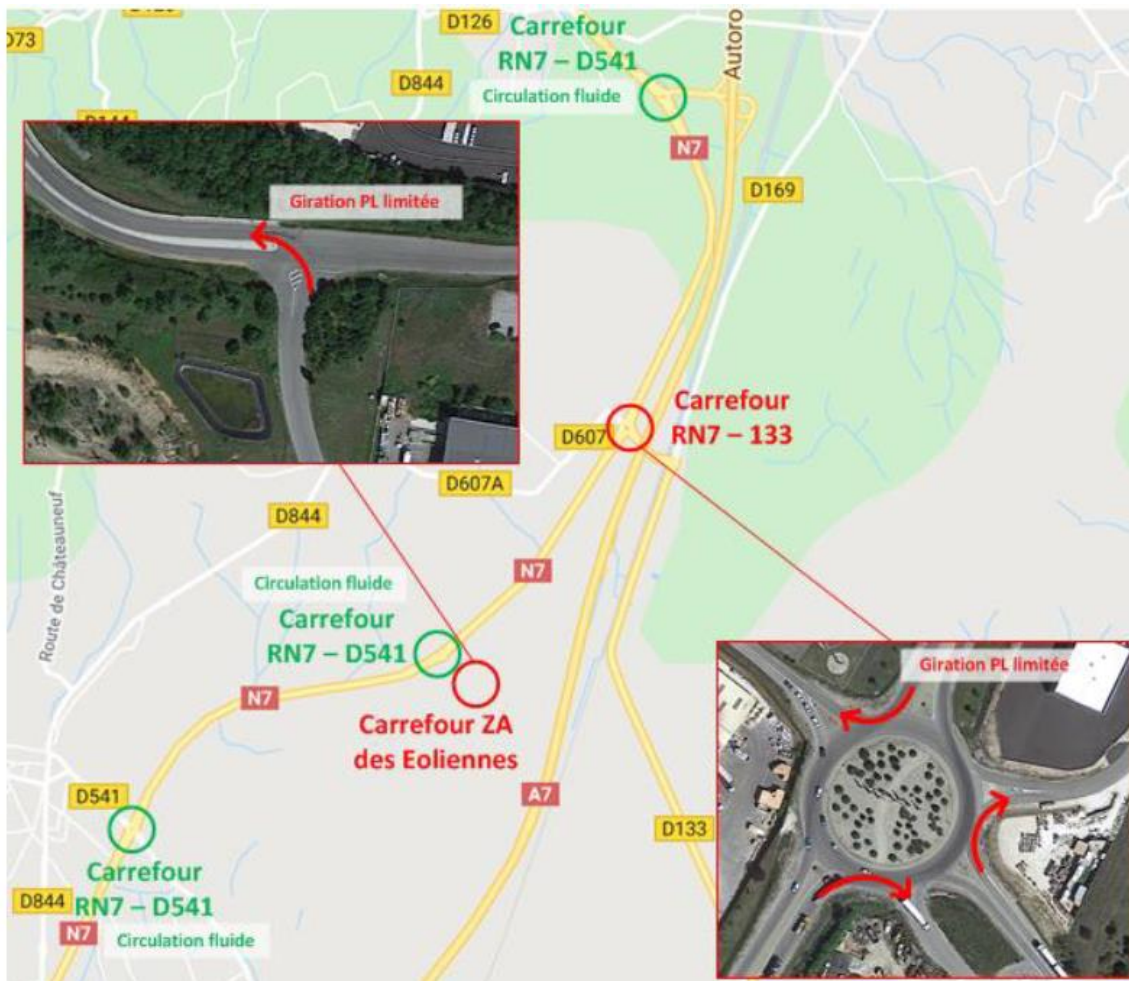 D126
D73
Carrefour
RN7 – D541
Circulation fluide
D844
Autoro
N7
D169
Giration PL limitée
Carrefour
RN7 – 133
D607
D607A
D844
Route de Châteauneuf
N7
Circulation fluide
Carrefour
RN7 – D541
N7
Carrefour ZA
des Eoliennes
Giration PL limitée
A7
D541
D133
Carrefour
RN7 – D541
D844
N7
Circulation fluide